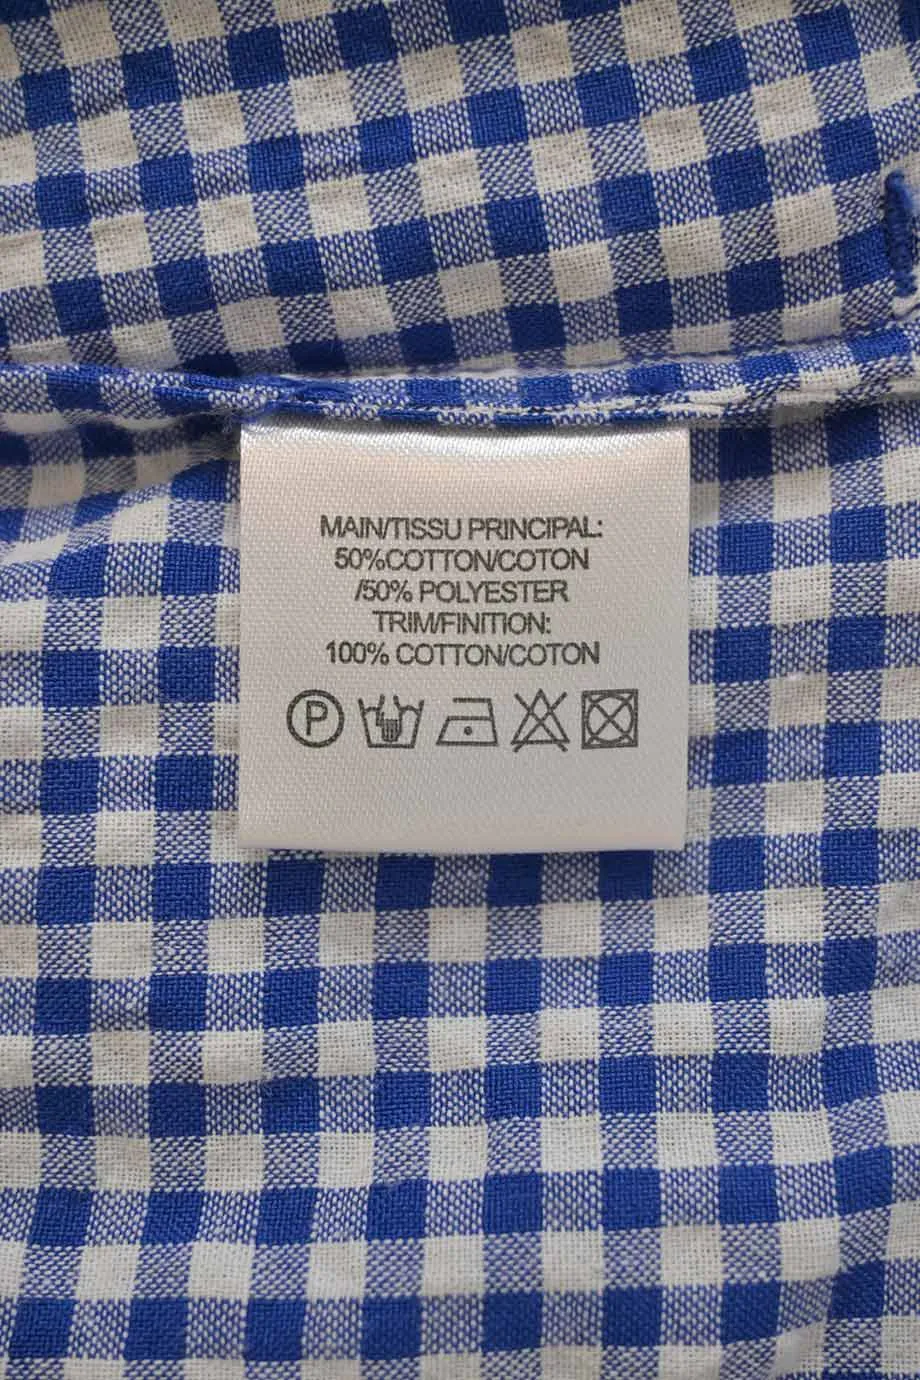 MAIN/TISSU PRINCIPAL:
50%COTTON/COTON
/50% POLYESTER
TRIM/FINITION:
100% COTTON/COTON
P